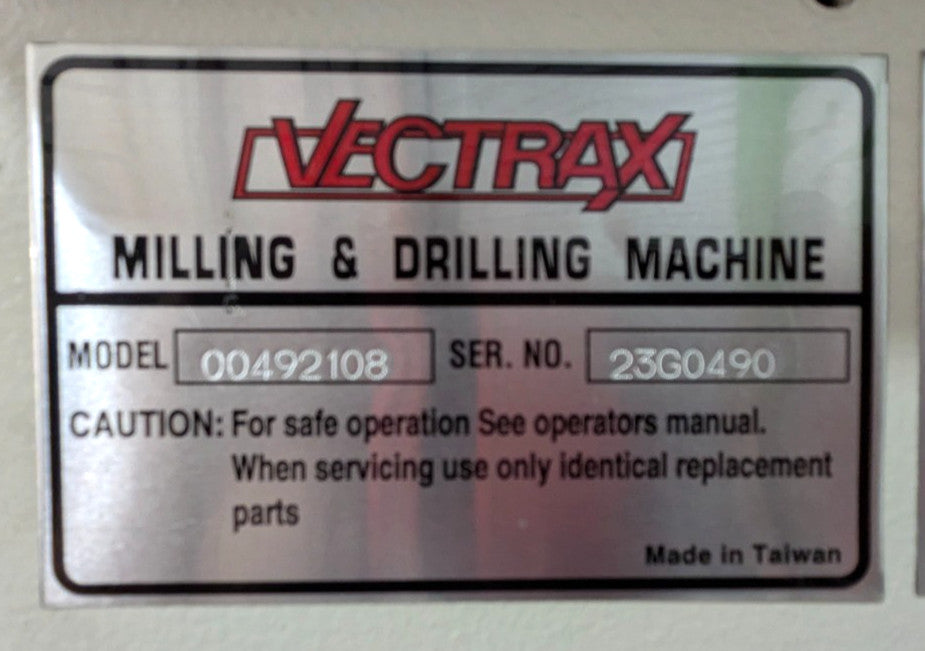 VECTRAX
MILLING & DRILLING MACHINE
MODEL 00492108 SER. NO. 23G0490
CAUTION: For safe operation See operators manual.
When servicing use only identical replacement
parts
Made in Taiwan